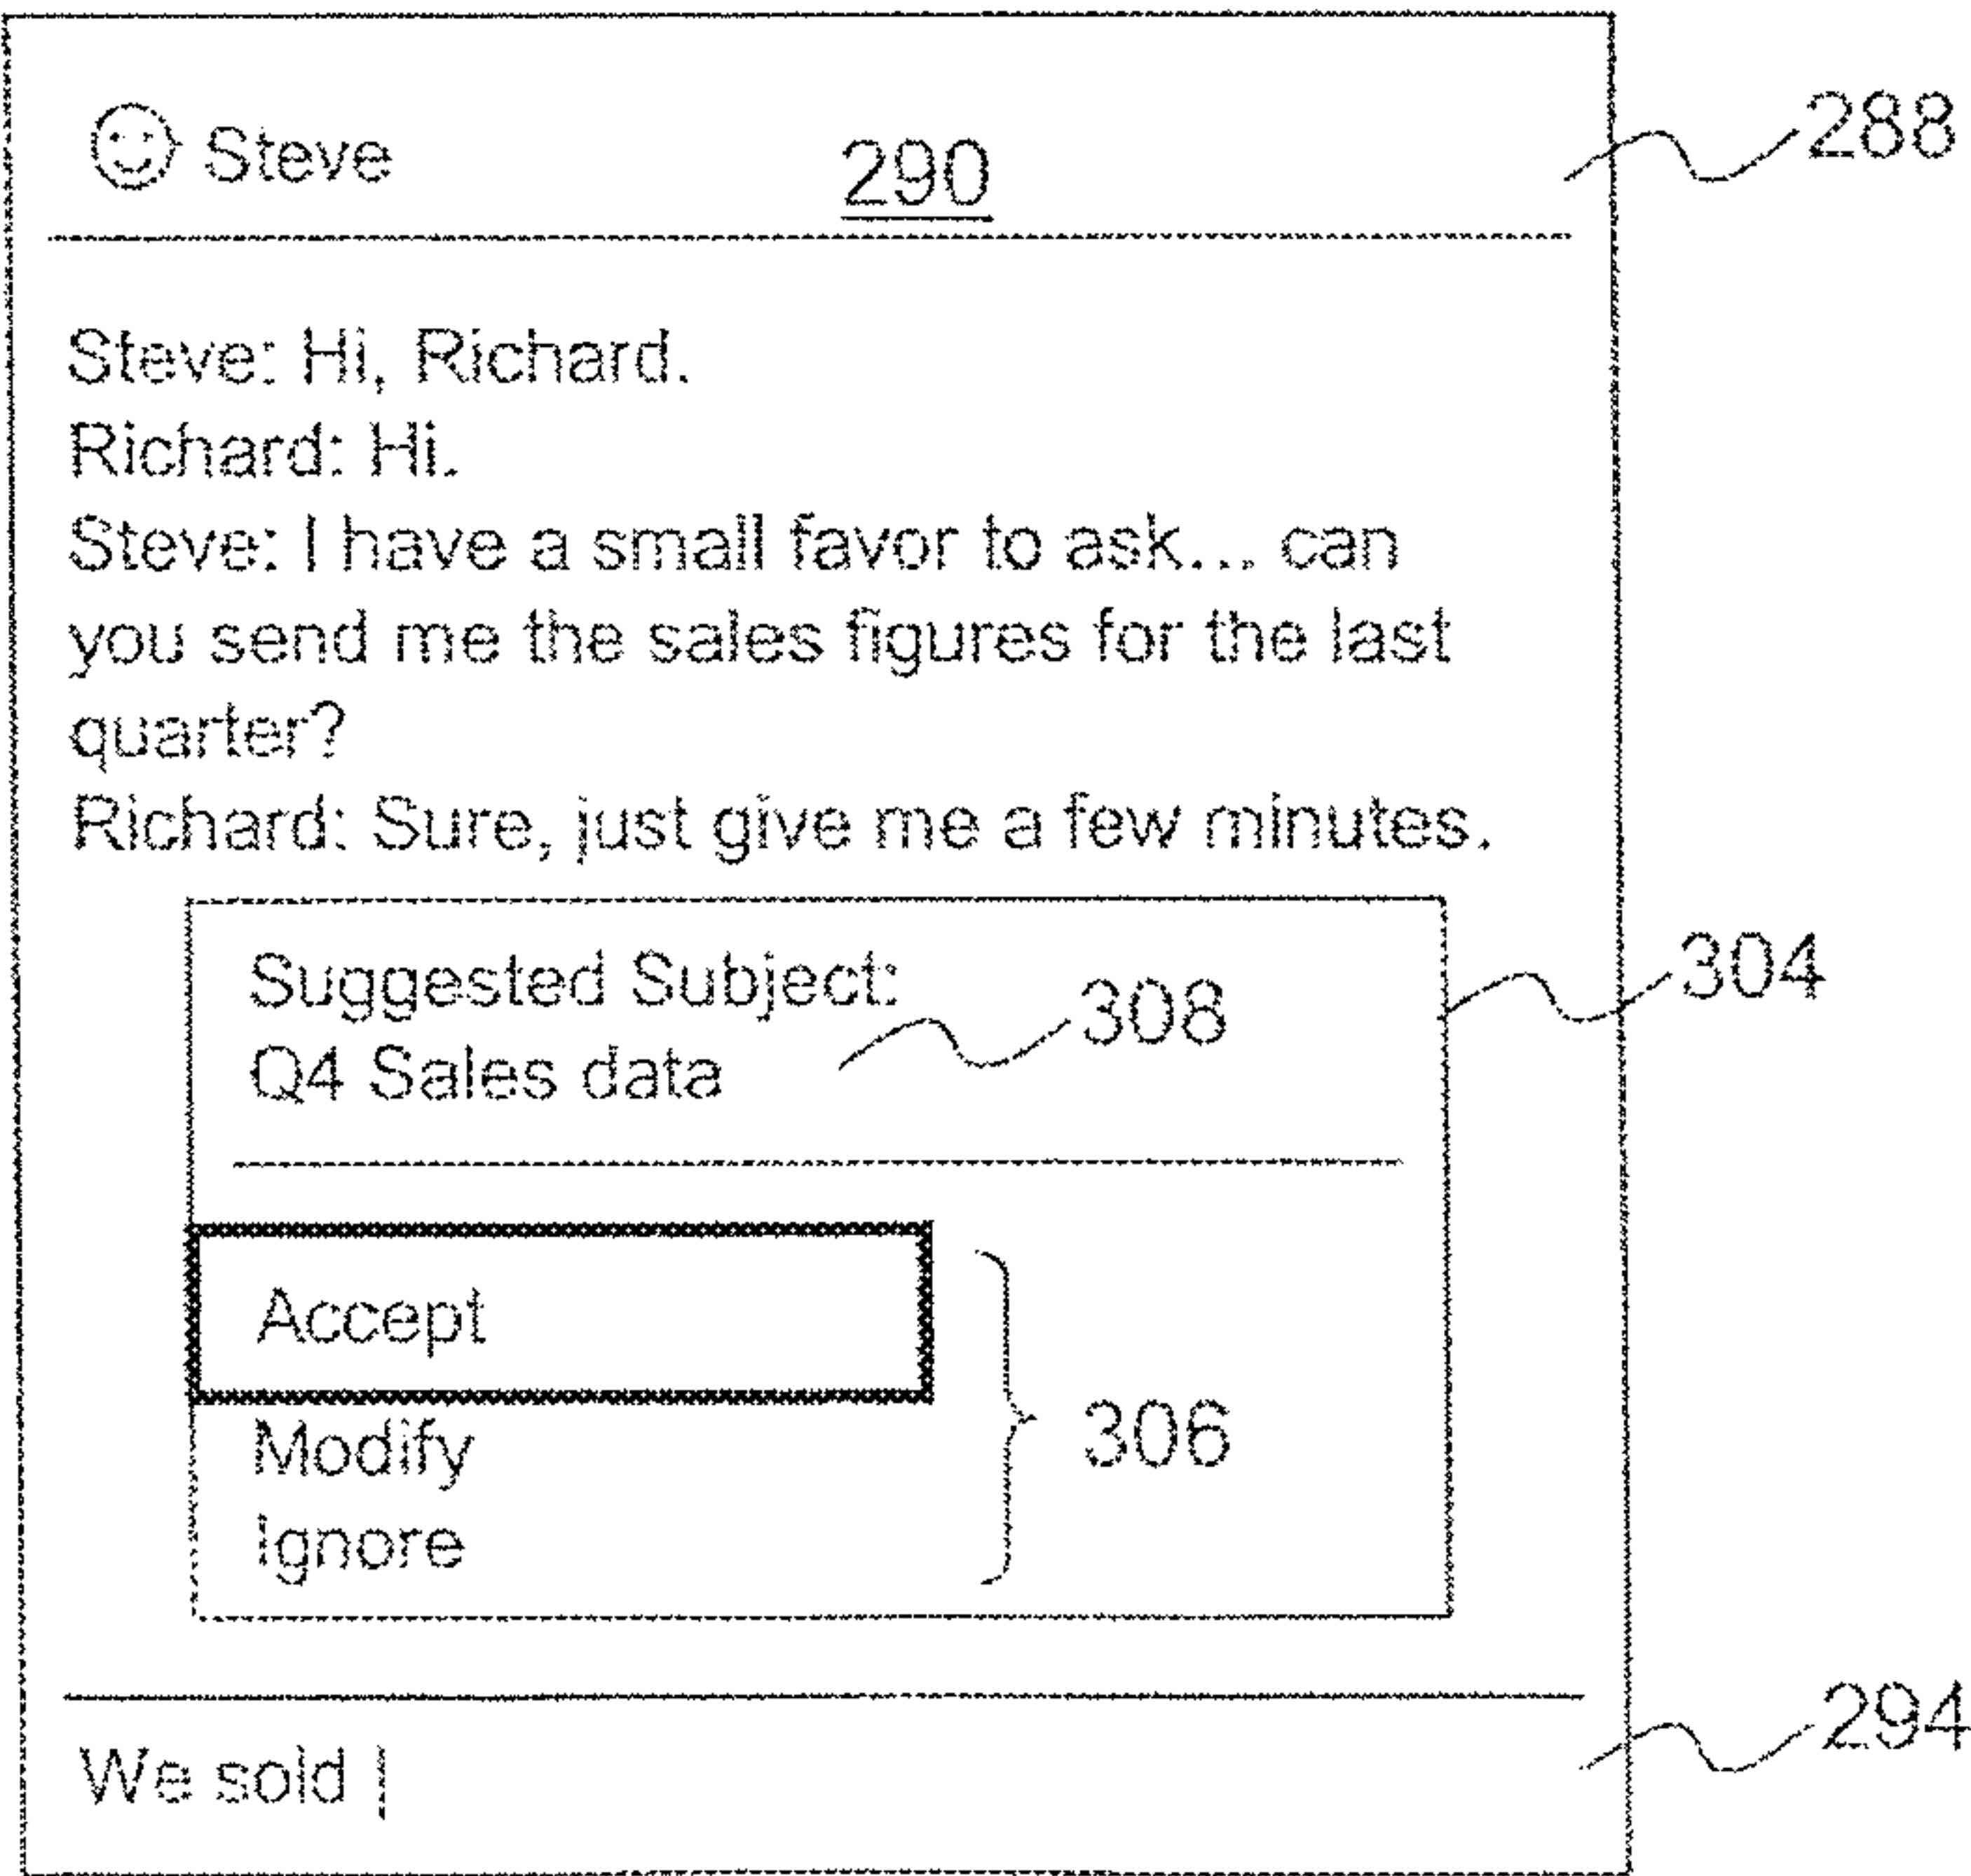 Steve
290
288
Steve: Hi, Richard.
Richard: Hi.
Steve: I have a small favor to ask... can
you send me the sales figures for the last
quarter?
Richard: Sure, just give me a few minutes.
Suggested Subject:
308
304
Q4 Sales data
Accept
Modify
306
Ignore
294
We sold |